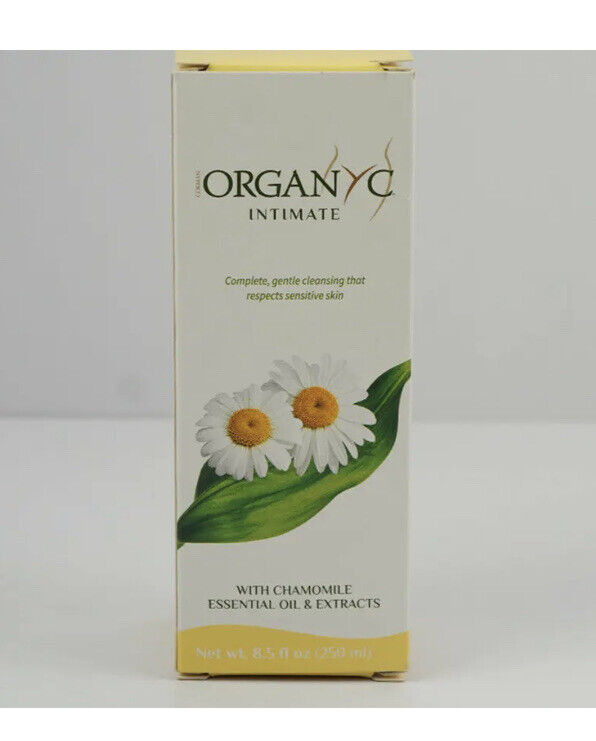 CORMAN
ORGANYC
INTIMATE
Complete, gentle cleansing that
respects sensitive skin
WITH CHAMOMILE
ESSENTIAL OIL & EXTRACTS
Net wt. 8.5 fl oz (250 ml)